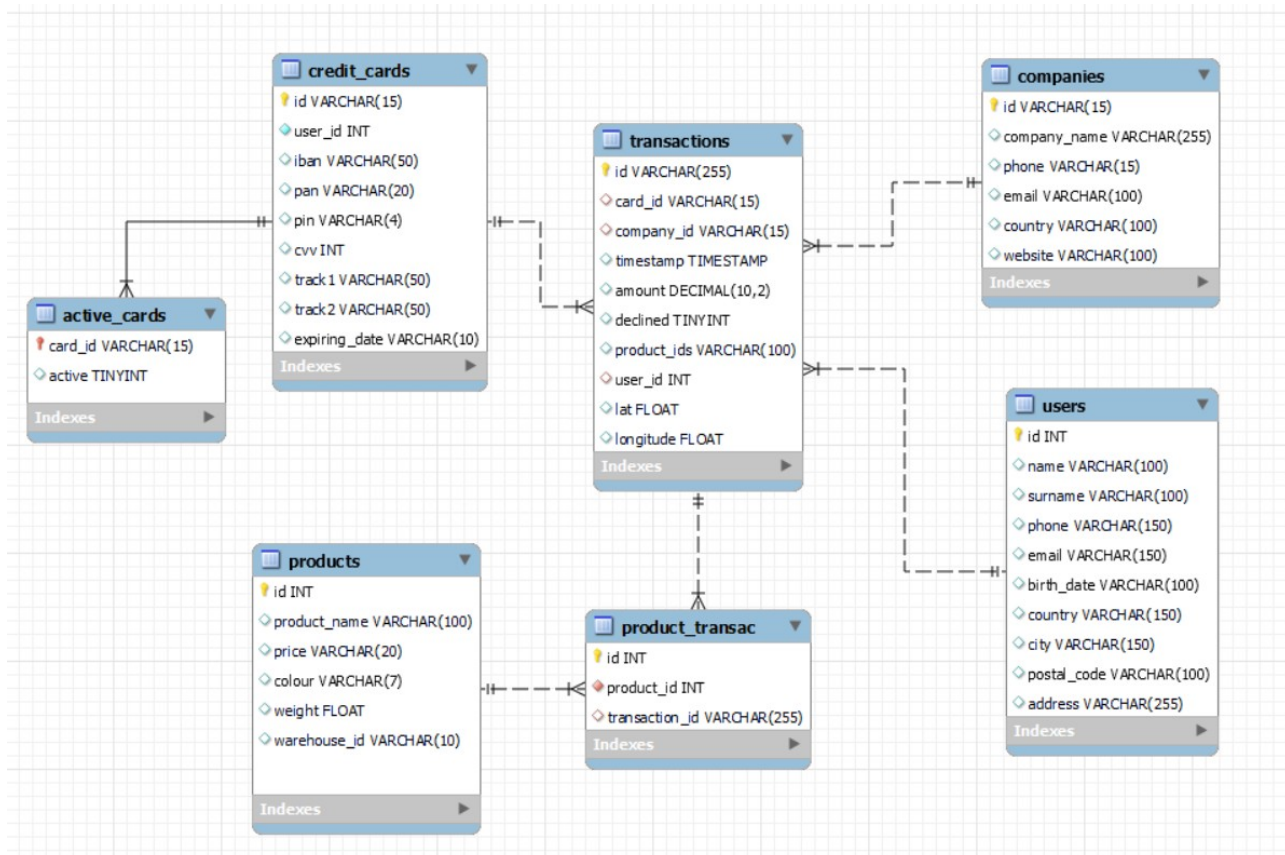 credit_cards
id VARCHAR(15)
user_id INT
iban VARCHAR(50)
pan VARCHAR(20)
pin VARCHAR(4)
cvv INT
track1 VARCHAR(50)
track2 VARCHAR(50)
expiring_date VARCHAR(10)
Indexes
active_cards
card_id VARCHAR(15)
active TINYINT
Indexes
transactions
id VARCHAR(255)
card_id VARCHAR(15)
company_id VARCHAR(15)
timestamp TIMESTAMP
amount DECIMAL(10,2)
declined TINYINT
product_ids VARCHAR(100)
user_id INT
lat FLOAT
longitude FLOAT
Indexes
companies
id VARCHAR(15)
company_name VARCHAR(255)
phone VARCHAR(15)
email VARCHAR(100)
country VARCHAR(100)
website VARCHAR(100)
Indexes
users
id INT
name VARCHAR(100)
surname VARCHAR(100)
phone VARCHAR(150)
email VARCHAR(150)
birth_date VARCHAR(100)
country VARCHAR(150)
city VARCHAR(150)
postal_code VARCHAR(100)
address VARCHAR(255)
Indexes
products
id INT
product_name VARCHAR(100)
price VARCHAR(20)
colour VARCHAR(7)
weight FLOAT
warehouse_id VARCHAR(10)
Indexes
product_transac
id INT
product_id INT
transaction_id VARCHAR(255)
Indexes